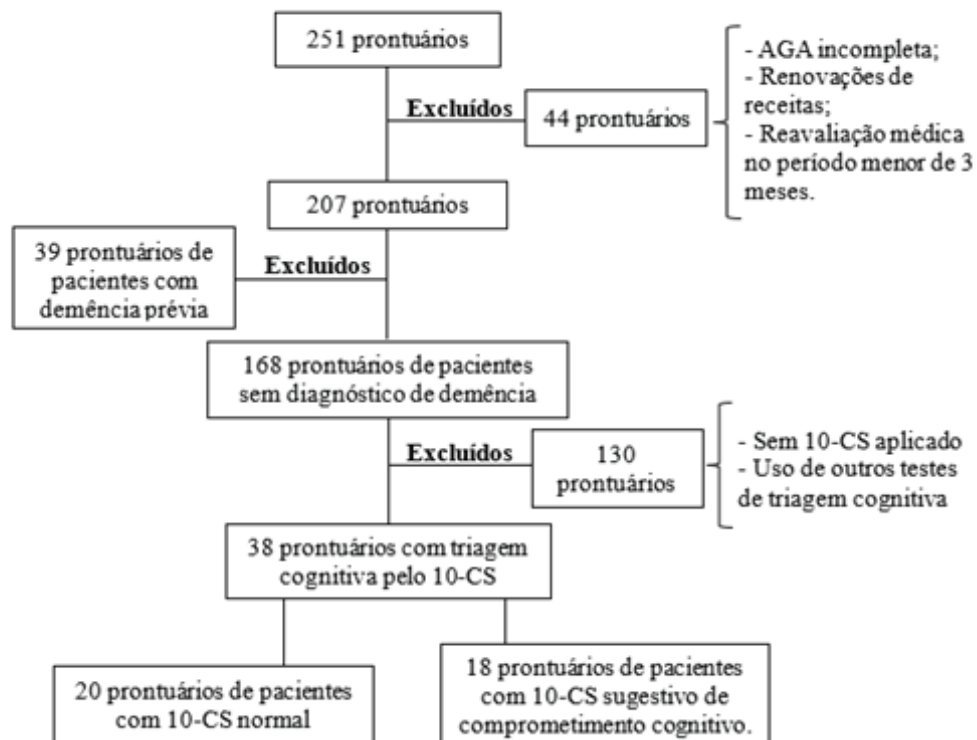 251 prontuários
Excluídos
44 prontuários
- AGA incompleta;
- Renovações de
receitas;
- Reavaliação médica
no período menor de 3
meses.
207 prontuários
39 prontuários de
pacientes com
demência prévia
Excluídos
168 prontuários de pacientes
sem diagnóstico de demência
Excluídos
130
prontuários
- Sem 10-CS aplicado
- Uso de outros testes
de triagem cognitiva
38 prontuários com triagem
cognitiva pelo 10-CS
20 prontuários de pacientes
com 10-CS normal
18 prontuários de pacientes
com 10-CS sugestivo de
comprometimento cognitivo.